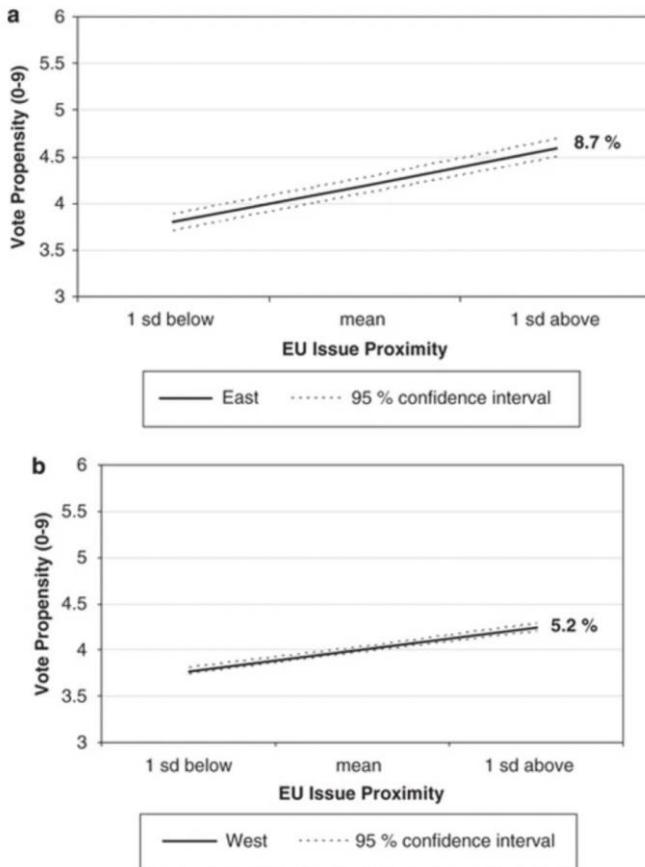 a
6
5.5
5
4.5
4
3.5
3
Vote Propensity (0-9)
8.7 %
1 sd below mean 1 sd above
EU Issue Proximity
East 95 % confidence interval
b
6
5.5
5
4.5
4
3.5
3
Vote Propensity (0-9)
5.2 %
1 sd below mean 1 sd above
EU Issue Proximity
West 95 % confidence interval